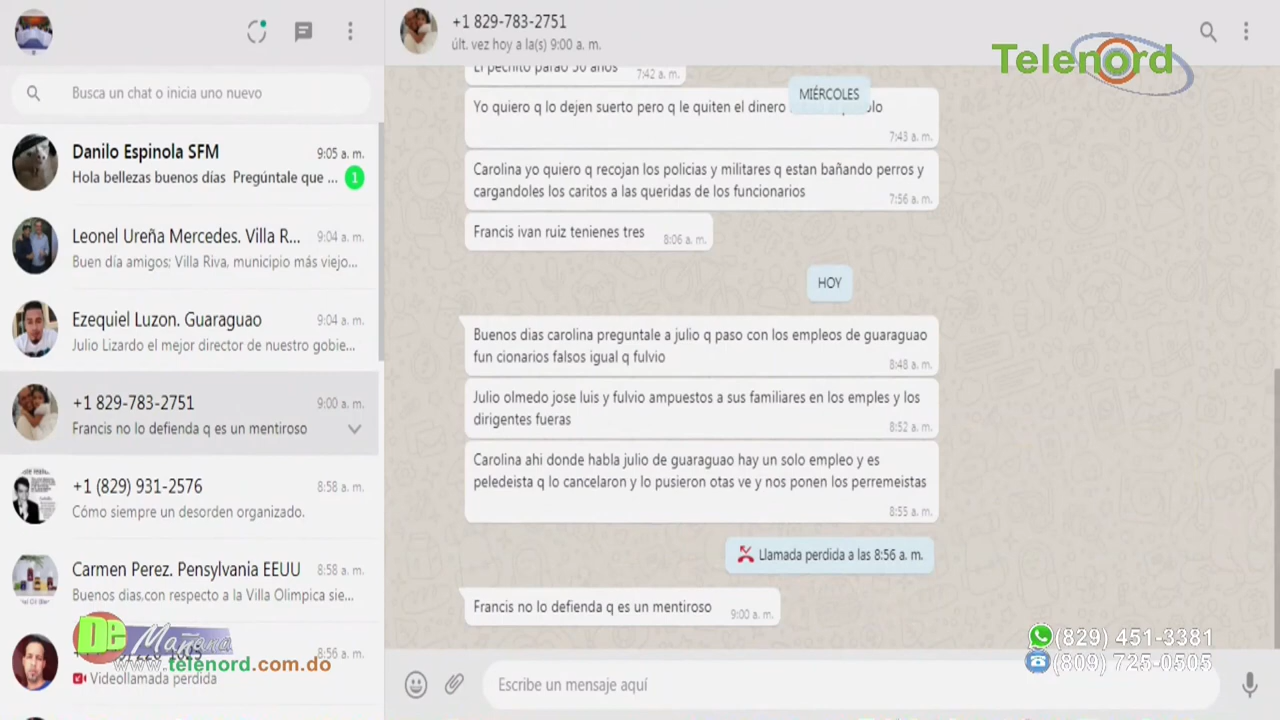 Busca un chat o inicia uno nuevo
Danilo Espinola SFM
9:05 a. m.
Hola bellezas buenos días Pregúntale que ...
1
Leonel Ureña Mercedes. Villa R...
9:04 a. m.
Buen día amigos; Villa Riva, municipio más viejo...
Ezequiel Luzon. Guaraguao
9:04 a. m.
Julio Lizardo el mejor director de nuestro gobie...
+1 829-783-2751
9:00 a. m.
Francis no lo defienda q es un mentiroso
+1 (829) 931-2576
8:58 a. m.
Cómo siempre un desorden organizado.
Carmen Perez. Pensylvania EEUU
8:58 a. m.
Buenos días,con respecto a la Villa Olimpica sie...
8:56 a. m.
Videollamada perdida
De Mañana
www.telenord.com.do
+1 829-783-2751
últ. vez hoy a la(s) 9:00 a. m.
Telenord
El pechito parao 30 años
7:42 a. m.
MIÉRCOLES
Yo quiero q lo dejen suerto pero q le quiten el dinero
7:43 a. m.
Carolina yo quiero q recojan los policias y militares q estan bañando perros y
cargandoles los caritos a las queridas de los funcionarios
7:56 a. m.
Francis ivan ruiz tenienes tres
8:06 a. m.
HOY
Buenos dias carolina preguntale a julio q paso con los empleos de guaraguao
fun cionarios falsos igual q fulvio
8:48 a. m.
Julio olmedo jose luis y fulvio ampuestos a sus familiares en los emples y los
dirigentes fueras
8:52 a. m.
Carolina ahi donde habla julio de guaraguao hay un solo empleo y es
peledeista q lo cancelaron y lo pusieron otas ve y nos ponen los perremeistas
8:55 a. m.
Llamada perdida a las 8:56 a. m.
Francis no lo defienda q es un mentiroso
9:00 a. m.
(829) 451-3381
(809) 725-0505
Escribe un mensaje aquí